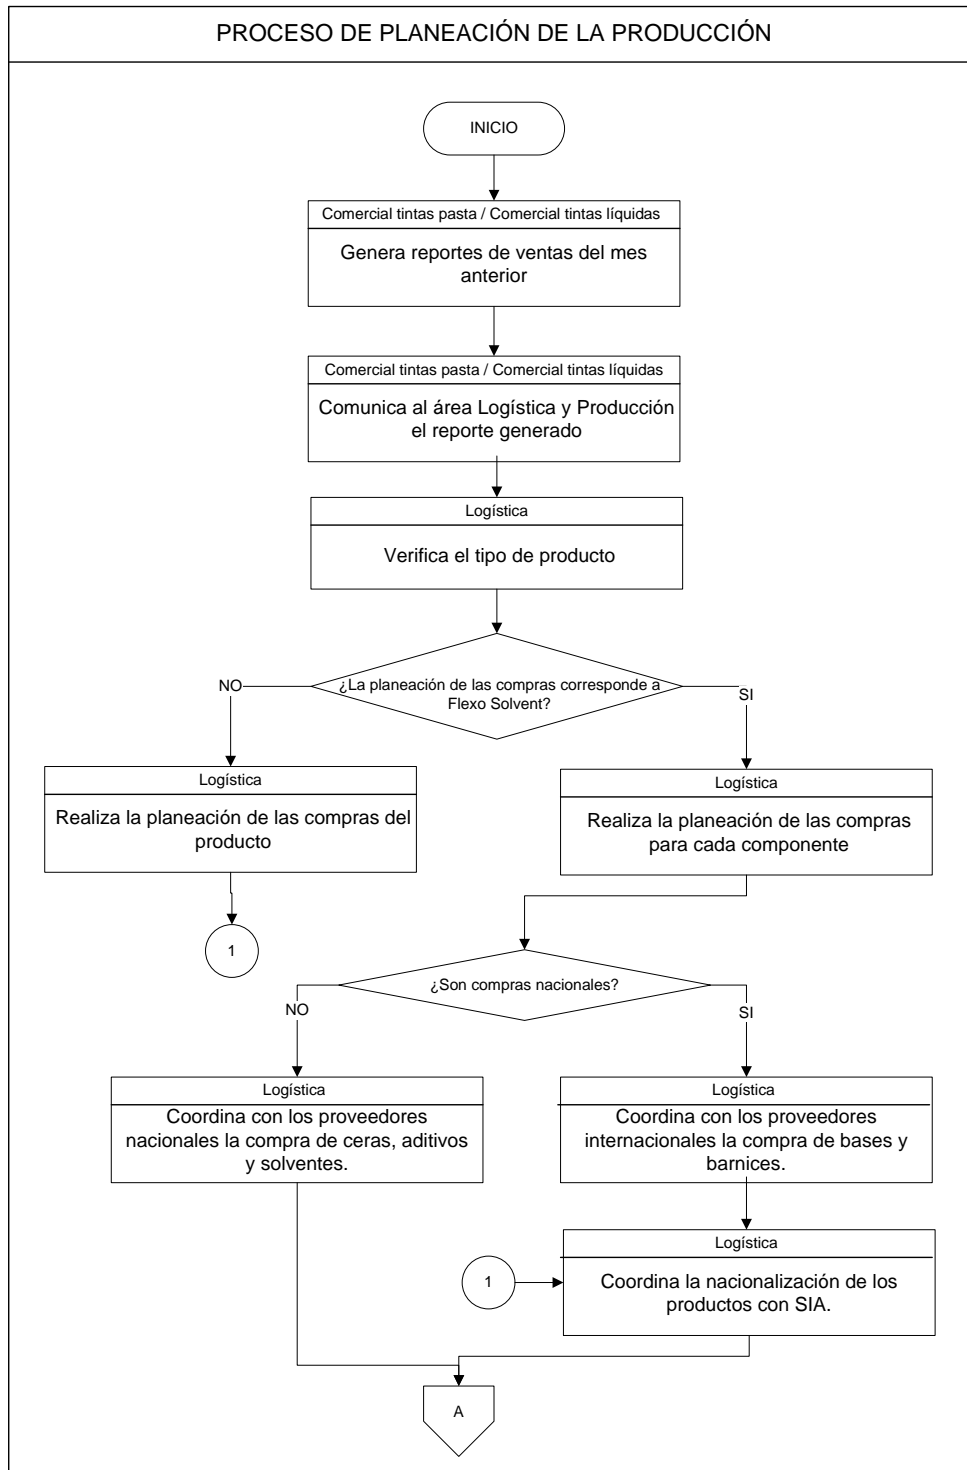 PROCESO DE PLANEACIÓN DE LA PRODUCCIÓN
INICIO
Comercial tintas pasta / Comercial tintas líquidas
Genera reportes de ventas del mes
anterior
Comercial tintas pasta / Comercial tintas líquidas
Comunica al área Logística y Producción
el reporte generado
Logística
Verifica el tipo de producto
¿La planeación de las compras corresponde a
Flexo Solvent?
NO
SI
Logística
Realiza la planeación de las compras del
producto
Logística
Realiza la planeación de las compras
para cada componente
1
¿Son compras nacionales?
NO
SI
Logística
Coordina con los proveedores
nacionales la compra de ceras, aditivos
y solventes.
Logística
Coordina con los proveedores
internacionales la compra de bases y
barnices.
Logística
1
Coordina la nacionalización de los
productos con SIA.
A